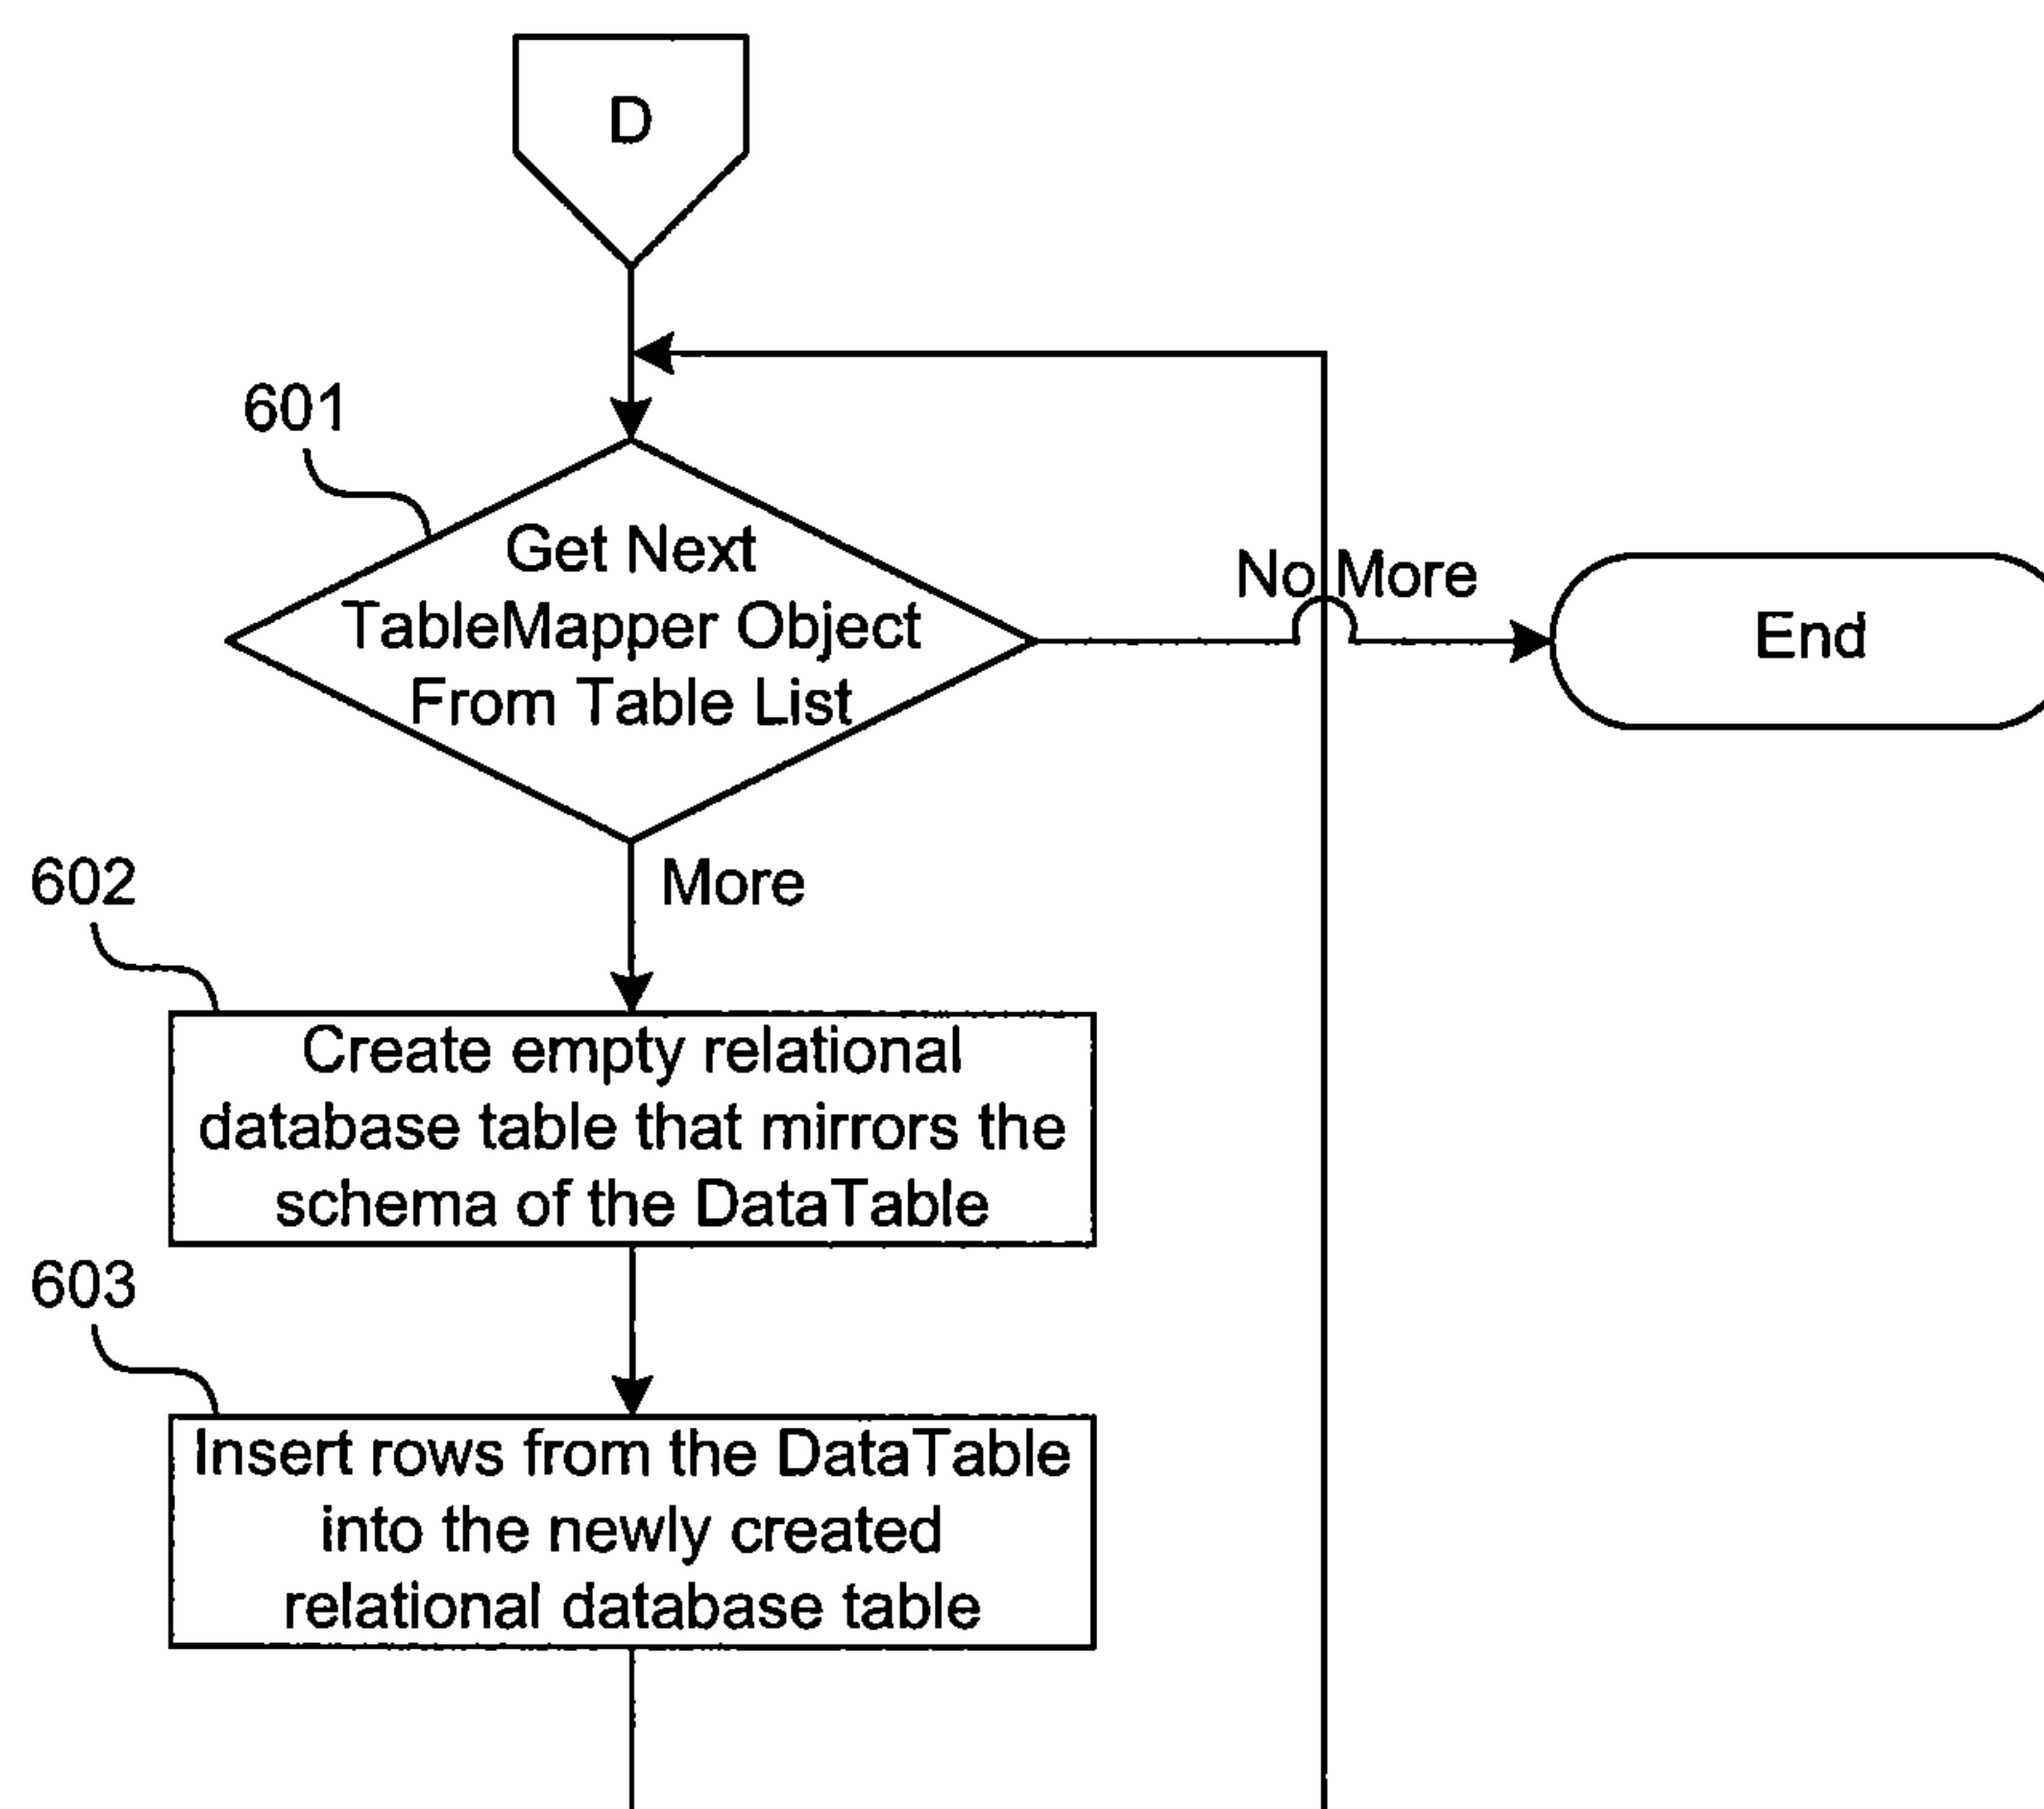 D
601
Get Next
TableMapper Object
From Table List
No More
End
More
602
Create empty relational
database table that mirrors the
schema of the DataTable
603
Insert rows from the DataTable
into the newly created
relational database table